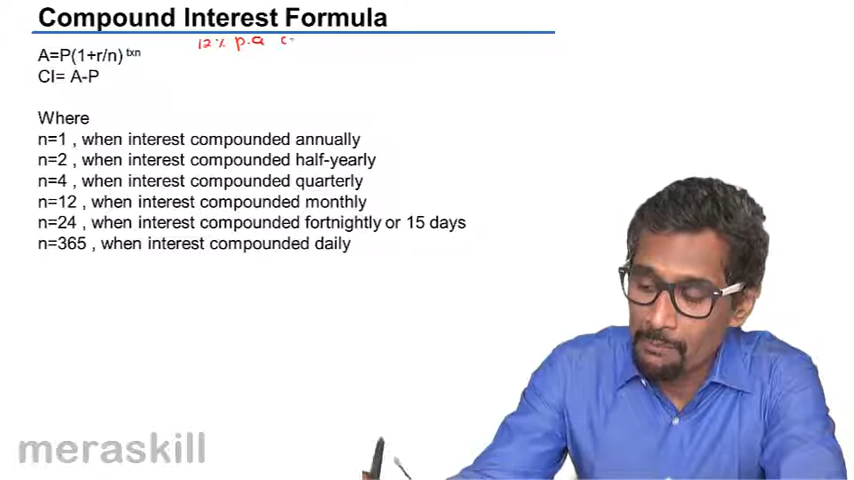 Compound Interest Formula
12% p.a c
A=P(1+r/n) txn
CI= A-P
Where
n=1 , when interest compounded annually
n=2 , when interest compounded half-yearly
n=4 , when interest compounded quarterly
n=12 , when interest compounded monthly
n=24 , when interest compounded fortnightly or 15 days
n=365 , when interest compounded daily
meraskill